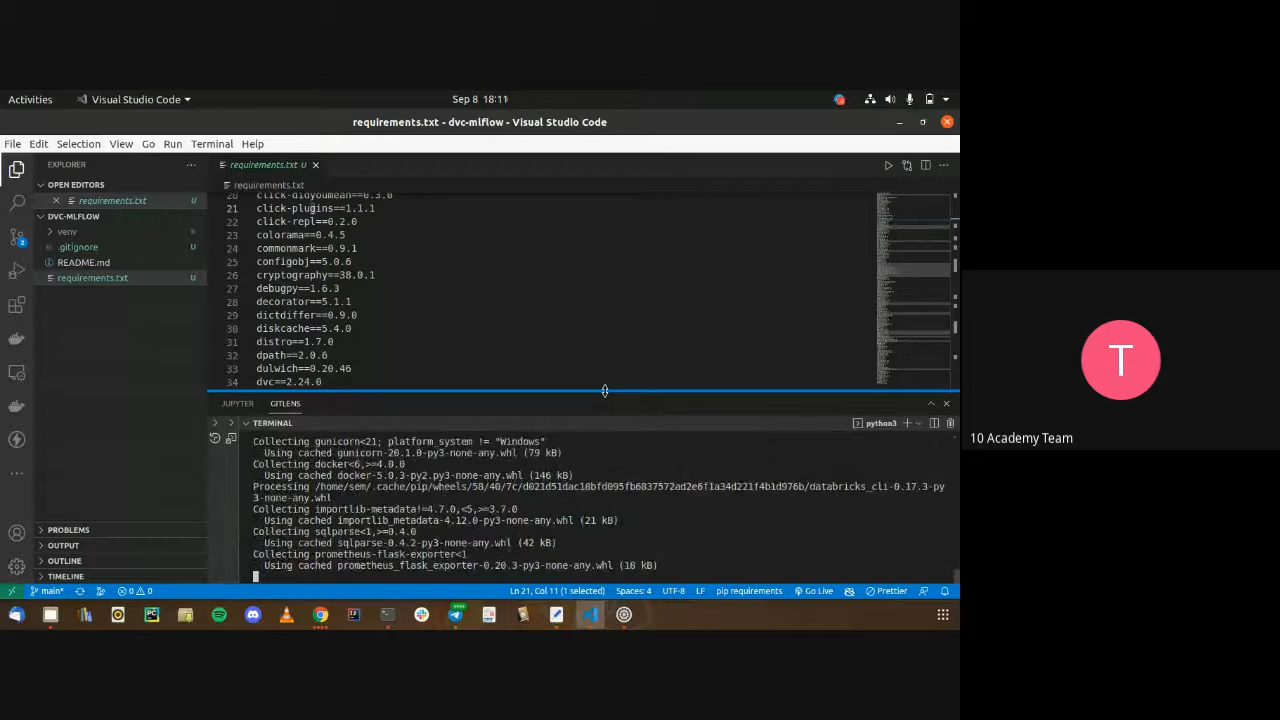 Activities
Visual Studio Code
Sep 8 18:11
requirements.txt - dvc-mlflow - Visual Studio Code
File Edit Selection View Go Run Terminal Help
EXPLORER
OPEN EDITORS
requirements.txt U
DVC-MLFLOW
venv
.gitignore U
README.md
requirements.txt U
PROBLEMS
OUTPUT
OUTLINE
TIMELINE
2
requirements.txt U
requirements.txt
20 click-didyoumean==0.3.0
21 click-plugins==1.1.1
22 click-repl==0.2.0
23 colorama==0.4.5
24 commonmark==0.9.1
25 configobj==5.0.6
26 cryptography==38.0.1
27 debugpy==1.6.3
28 decorator==5.1.1
29 dictdiffer==0.9.0
30 diskcache==5.4.0
31 distro==1.7.0
32 dpath==2.0.6
33 dulwich==0.20.46
34 dvc==2.24.0
JUPYTER GITLENS
TERMINAL
python3
Collecting gunicorn<21; platform_system != "Windows"
Using cached gunicorn-20.1.0-py3-none-any.whl (79 kB)
Collecting docker<6,>=4.0.0
Using cached docker-5.0.3-py2.py3-none-any.whl (146 kB)
Processing /home/sem/.cache/pip/wheels/58/40/7c/d021d51dac18bfd095fb6837572ad2e6f1a34d221f4b1d976b/databricks_cli-0.17.3-py
3-none-any.whl
Collecting importlib-metadata!=4.7.0,<5,>=3.7.0
Using cached importlib_metadata-4.12.0-py3-none-any.whl (21 kB)
Collecting sqlparse<1,>=0.4.0
Using cached sqlparse-0.4.2-py3-none-any.whl (42 kB)
Collecting prometheus-flask-exporter<1
Using cached prometheus_flask_exporter-0.20.3-py3-none-any.whl (18 kB)
main* 0 0 Ln 21, Col 11 (1 selected) Spaces: 4 UTF-8 LF pip requirements Go Live Prettier
T
10 Academy Team